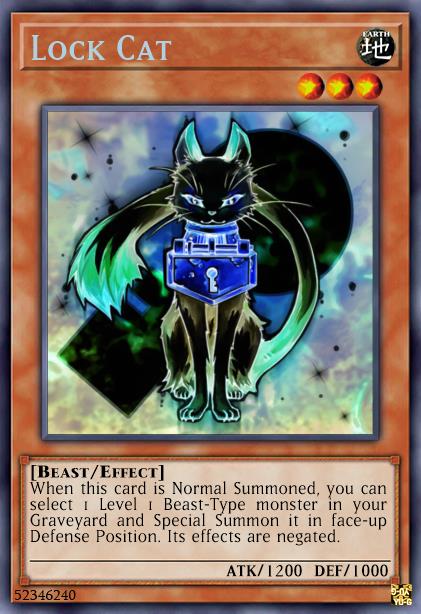 Lock Cat
EARTH
地
[Beast/Effect]
When this card is Normal Summoned, you can
select 1 Level 1 Beast-Type monster in your
Graveyard and Special Summon it in face-up
Defense Position. Its effects are negated.
ATK/1200 DEF/1000
52346240